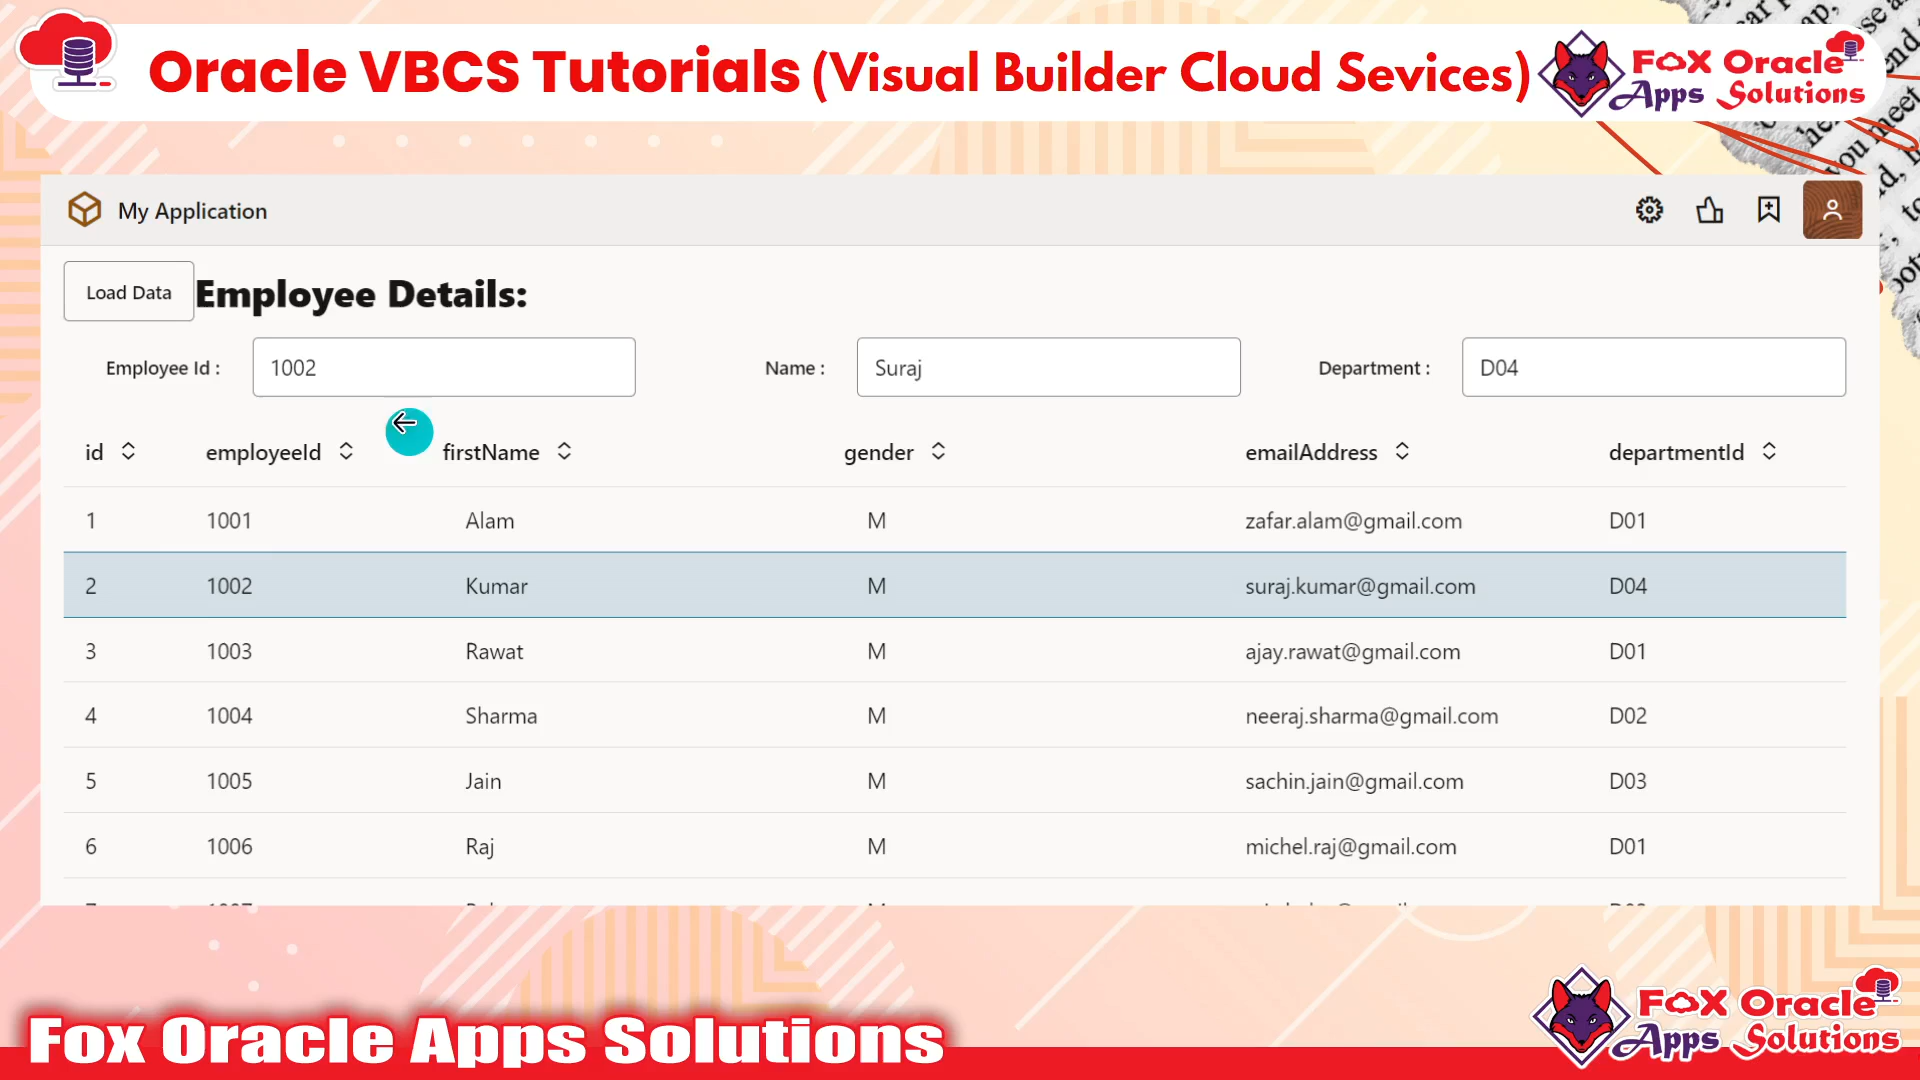 Oracle VBCS Tutorials (Visual Builder Cloud Sevices)
Fox Oracle
Apps Solutions
My Application
Load Data Employee Details:
Employee Id : 1002 Name : Suraj Department : D04
id employeeId firstName gender emailAddress departmentId
1 1001 Alam M zafar.alam@gmail.com D01
2 1002 Kumar M suraj.kumar@gmail.com D04
3 1003 Rawat M ajay.rawat@gmail.com D01
4 1004 Sharma M neeraj.sharma@gmail.com D02
5 1005 Jain M sachin.jain@gmail.com D03
6 1006 Raj M michel.raj@gmail.com D01
Fox Oracle Apps Solutions
Fox Oracle
Apps Solutions